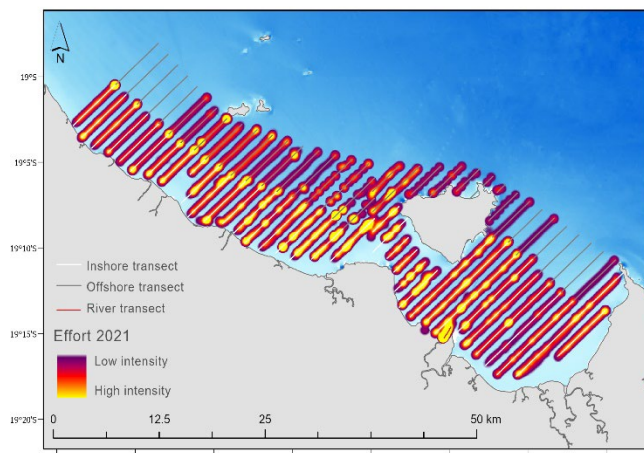 N
19°S
19°5'S
19°10'S
19°15'S
19°20'S
Inshore transect
Offshore transect
River transect
Effort 2021
Low intensity
High intensity
0 12.5 25 50 km